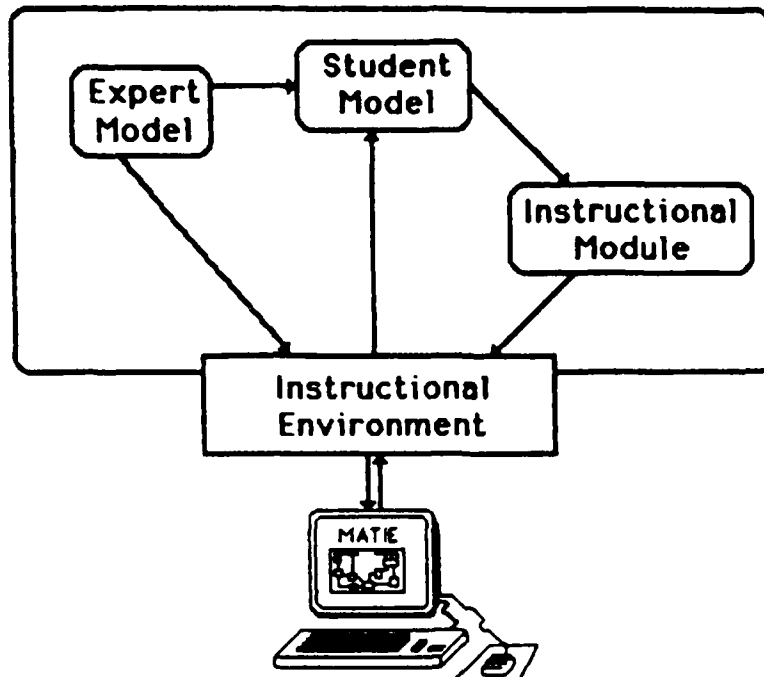 Expert
Model
Student
Model
Instructional
Module
Instructional
Environment
MATIE